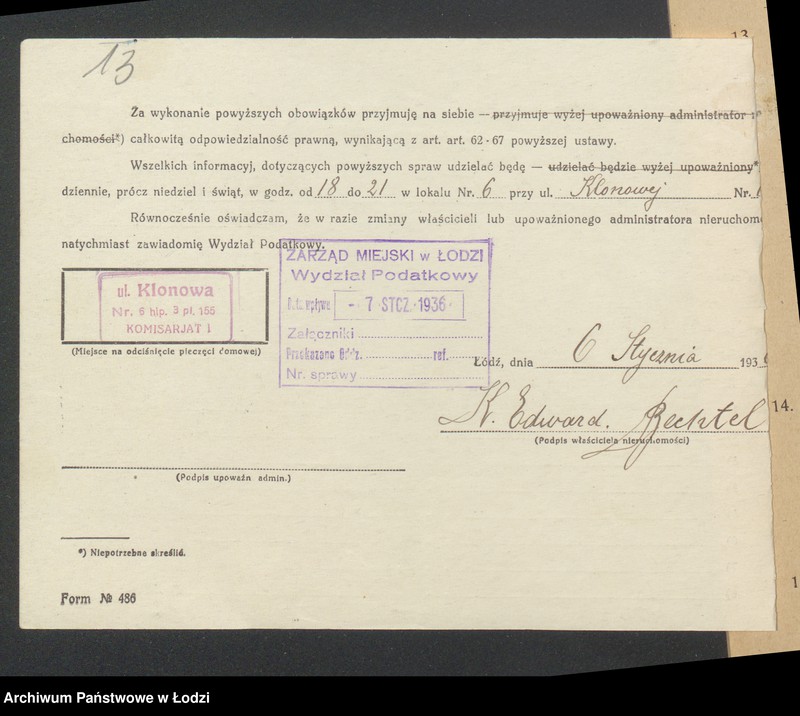 13
13
Za wykonanie powyższych obowiązków przyjmuję na siebie — przyjmuje wyżej upoważniony administrator
chomości*) całkowitą odpowiedzialność prawną, wynikającą z art. art. 62-67 powyższej ustawy.
Wszelkich informacyj, dotyczących powyższych spraw udzielać będę — udzielać będzie wyżej upoważniony*
dziennie, prócz niedziel i świąt, w godz. od 18 do 21 w lokalu Nr. 6 przy ul. Klonowej Nr.
Równocześnie oświadczam, że w razie zmiany właścicieli lub upoważnionego administratora nieruchom
natychmiast zawiadomię Wydział Podatkowy.
ul. Klonowa
Nr. 6 hip. 3 pl. 155
KOMISARJAT I
(Miejsce na odciśnięcie pieczęci domowej)
ZARZĄD MIEJSKI w ŁODZI
Wydział Podatkowy
Data wpływu - 7 STCZ. 1936
Załączniki
Przekazano Oddz. ref.
Nr. sprawy
Łódź, dnia 6 Stycznia 193
K. Edward. Bechtel
(Podpis właściciela nieruchomości)
14.
(Podpis upoważn admin.)
*) Niepotrzebne skreślić.
Form № 486
1
Archiwum Państwowe w Łodzi